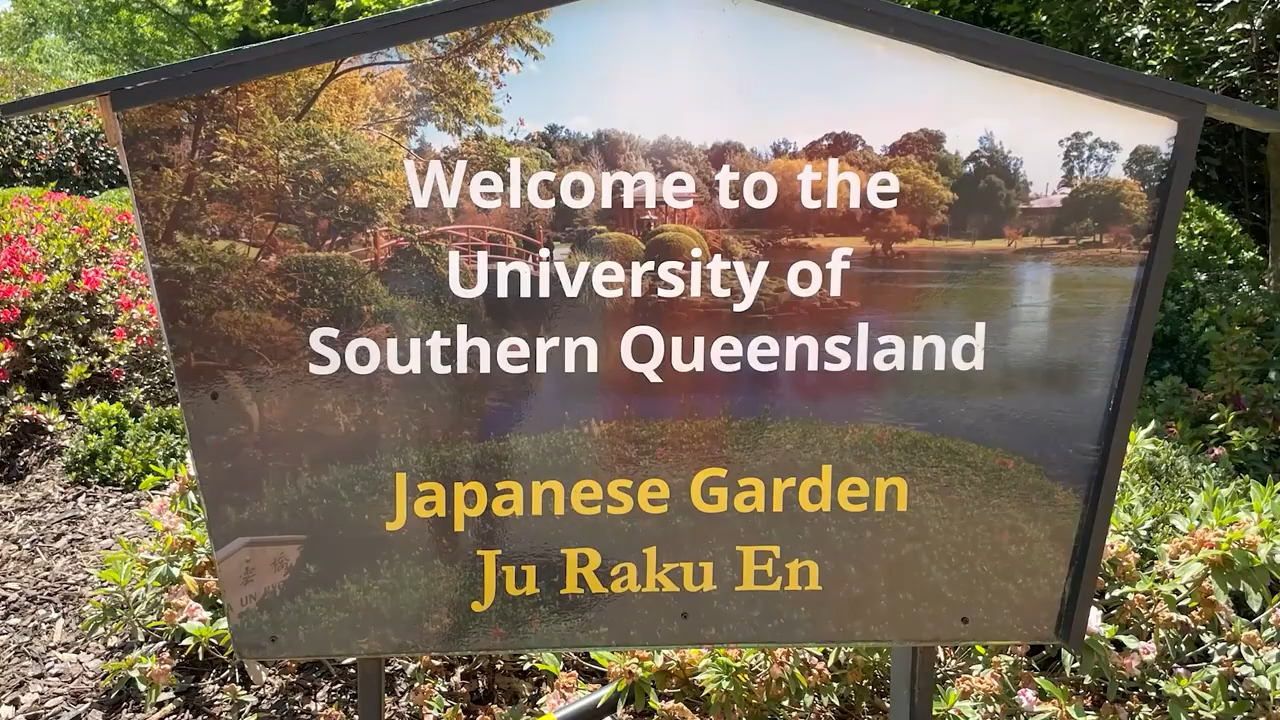 Welcome to the
University of
Southern Queensland
Japanese Garden
Ju Raku En